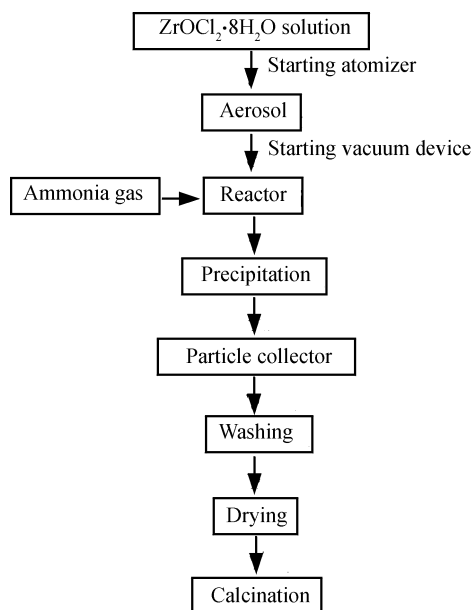 ZrOCl₂·8H₂O solution
Starting atomizer
Aerosol
Starting vacuum device
Ammonia gas
Reactor
Precipitation
Particle collector
Washing
Drying
Calcination